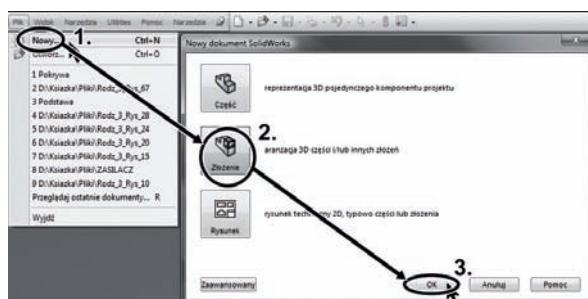 Plik Widok Narzędzia Utilities Pomoc Narzędzia
Nowy... Ctrl+N
1.
Otwórz... Ctrl+O
1 Pokrywa
2 D:\Ksiazka\Pliki\Rodz_3_Rys_67
3 Podstawa
4 D:\Ksiazka\Pliki\Rodz_3_Rys_28
5 D:\Ksiazka\Pliki\Rodz_3_Rys_24
6 D:\Ksiazka\Pliki\Rodz_3_Rys_20
7 D:\Ksiazka\Pliki\Rodz_3_Rys_15
8 D:\Ksiazka\Pliki\ZASILACZ
9 D:\Ksiazka\Pliki\Rodz_3_Rys_10
Przeglądaj ostatnie dokumenty... R
Wyjdź
Nowy dokument SolidWorks
Część
reprezentacja 3D pojedynczego komponentu projektu
2.
Złożenie
aranżacja 3D części i/lub innych złożeń
Rysunek
rysunek techniczny 2D, typowo części lub złożenia
3.
Zaawansowany OK Anuluj Pomoc